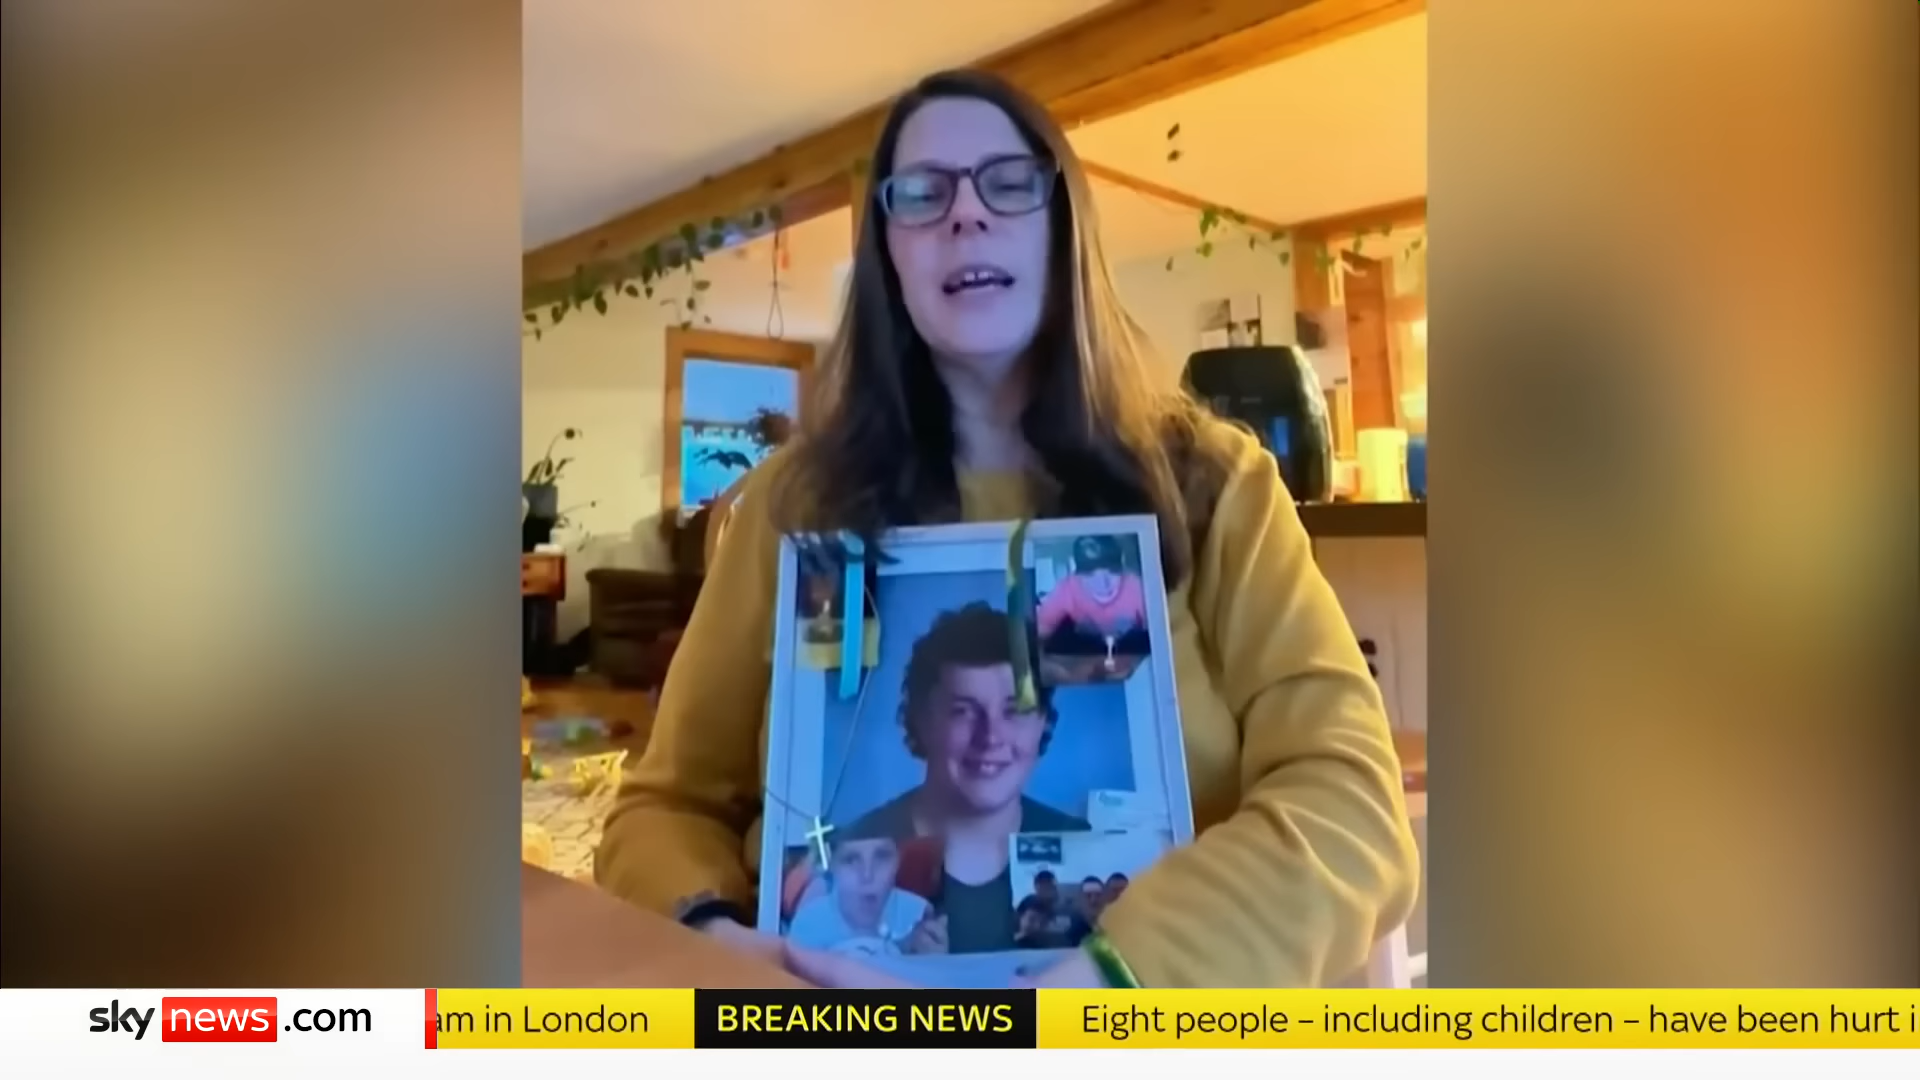 sky news .com
am in London
BREAKING NEWS
Eight people – including children – have been hurt i